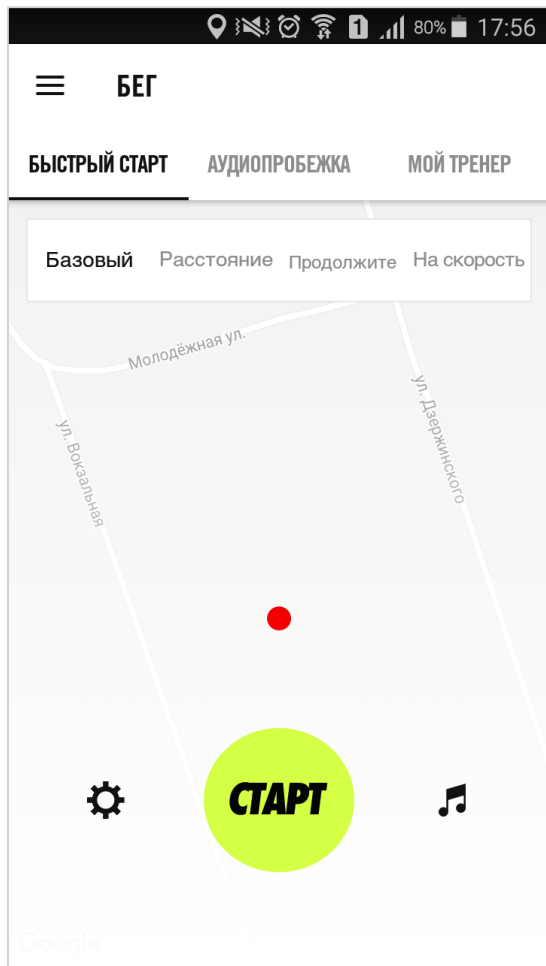 1 80% 17:56
БЕГ
БЫСТРЫЙ СТАРТ АУДИОПРОБЕЖКА МОЙ ТРЕНЕР
Базовый Расстояние Продолжите На скорость
Молодёжная ул.
ул. Дзержинского
ул. Вокзальная
СТАРТ
Google